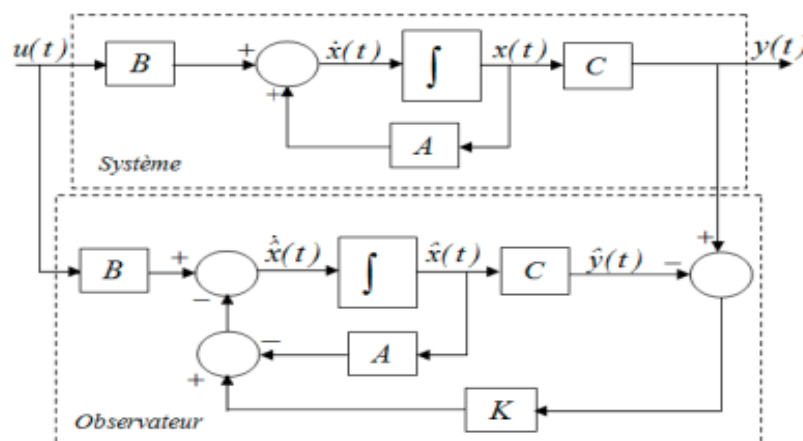 u(t)
B
+
+
ẋ(t)
∫
x(t)
C
y(t)
A
Système
B
+
−
x̂̇(t)
∫
x̂(t)
C
ŷ(t)
−
+
−
A
+
K
Observateur